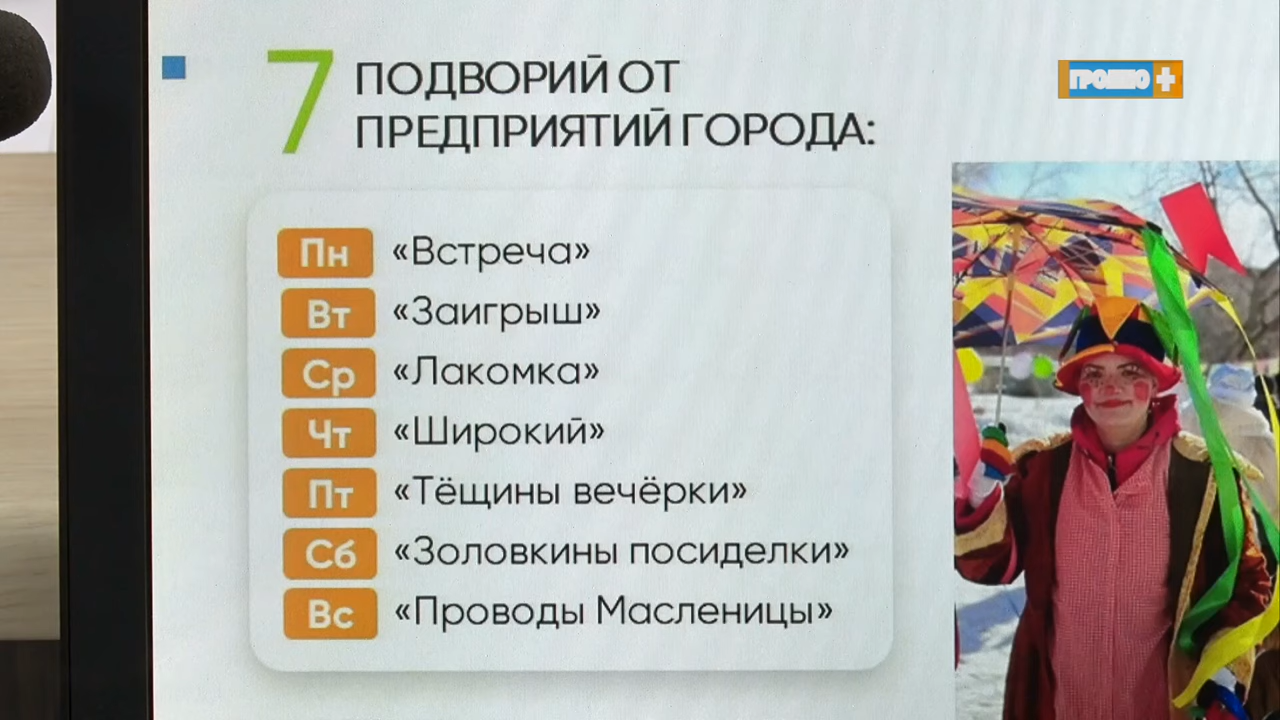 7 ПОДВОРИЙ ОТ
ПРЕДПРИЯТИЙ ГОРОДА:
Пн «Встреча»
Вт «Заигрыш»
Ср «Лакомка»
Чт «Широкий»
Пт «Тёщины вечёрки»
Сб «Золовкины посиделки»
Вс «Проводы Масленицы»